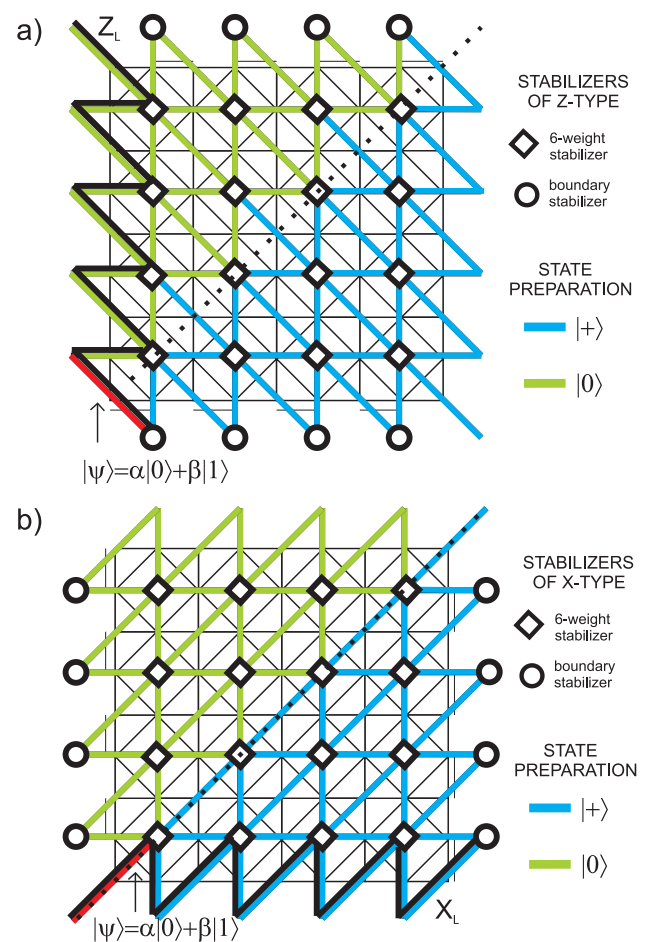 a)
Z_L
STABILIZERS
OF Z-TYPE
6-weight
stabilizer
boundary
stabilizer
STATE
PREPARATION
|+⟩
|0⟩
|ψ⟩=α|0⟩+β|1⟩
b)
STABILIZERS
OF X-TYPE
6-weight
stabilizer
boundary
stabilizer
STATE
PREPARATION
|+⟩
|0⟩
X_L
|ψ⟩=α|0⟩+β|1⟩